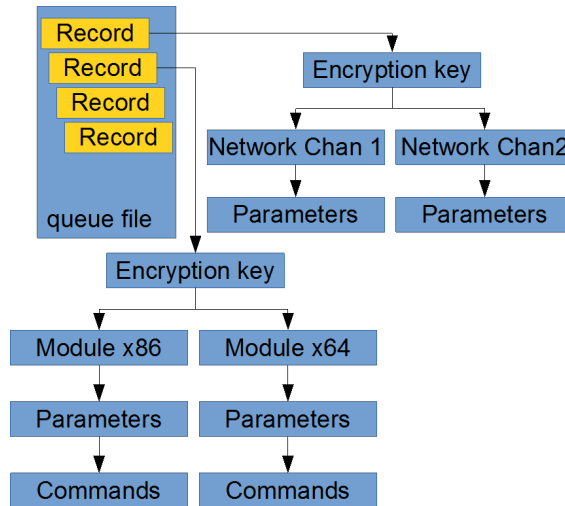 Record
Record
Record
Record
queue file
Encryption key
Network Chan 1
Network Chan2
Parameters
Parameters
Encryption key
Module x86
Module x64
Parameters
Parameters
Commands
Commands